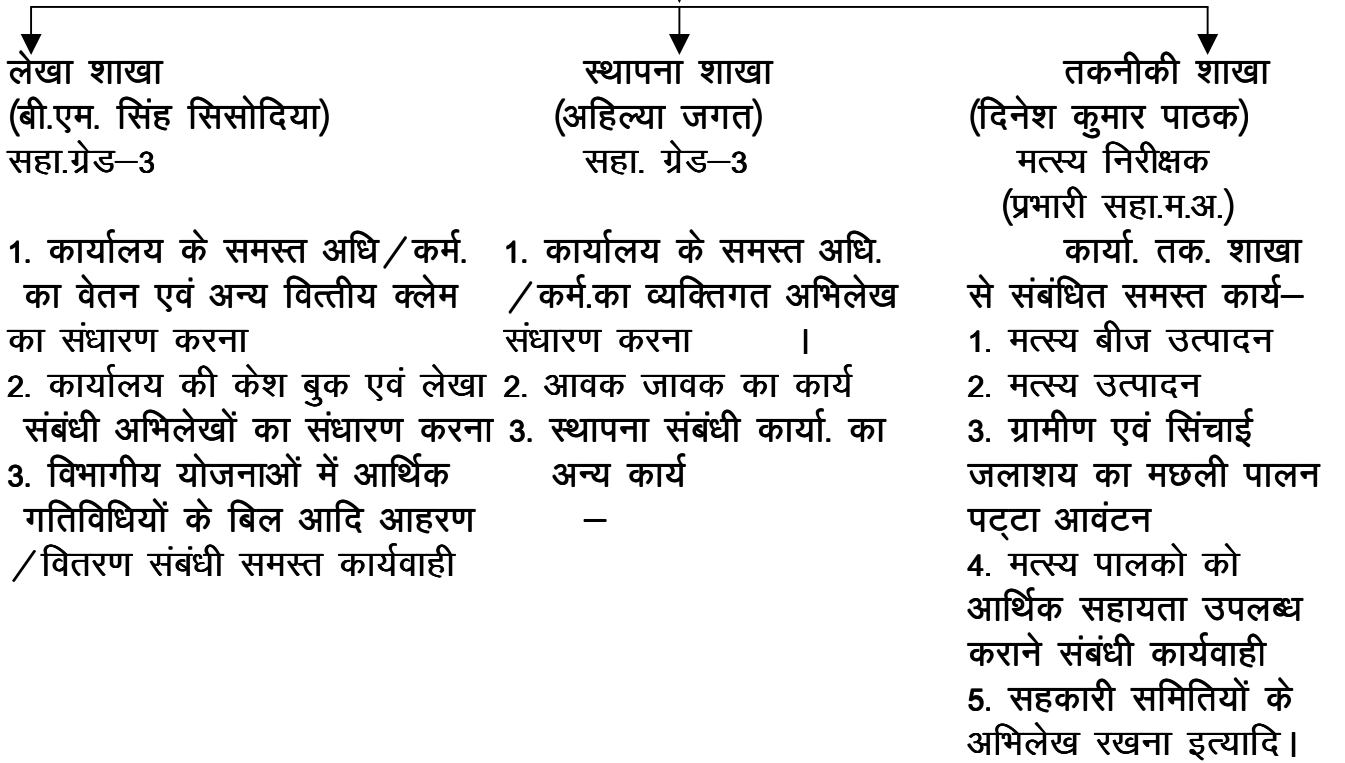 लेखा शाखा
(बी.एम. सिंह सिसोदिया)
सहा.ग्रेड–3
1. कार्यालय के समस्त अधि/कर्म.
का वेतन एवं अन्य वित्तीय क्लेम
का संधारण करना
2. कार्यालय की केश बुक एवं लेखा
संबंधी अभिलेखों का संधारण करना
3. विभागीय योजनाओं में आर्थिक
गतिविधियों के बिल आदि आहरण
/वितरण संबंधी समस्त कार्यवाही
स्थापना शाखा
(अहिल्या जगत)
सहा. ग्रेड–3
1. कार्यालय के समस्त अधि.
/कर्म.का व्यक्तिगत अभिलेख
संधारण करना ।
2. आवक जावक का कार्य
3. स्थापना संबंधी कार्या. का
अन्य कार्य
–
तकनीकी शाखा
(दिनेश कुमार पाठक)
मत्स्य निरीक्षक
(प्रभारी सहा.म.अ.)
कार्या. तक. शाखा
से संबंधित समस्त कार्य–
1. मत्स्य बीज उत्पादन
2. मत्स्य उत्पादन
3. ग्रामीण एवं सिंचाई
जलाशय का मछली पालन
पट्टा आवंटन
4. मत्स्य पालको को
आर्थिक सहायता उपलब्ध
कराने संबंधी कार्यवाही
5. सहकारी समितियों के
अभिलेख रखना इत्यादि।